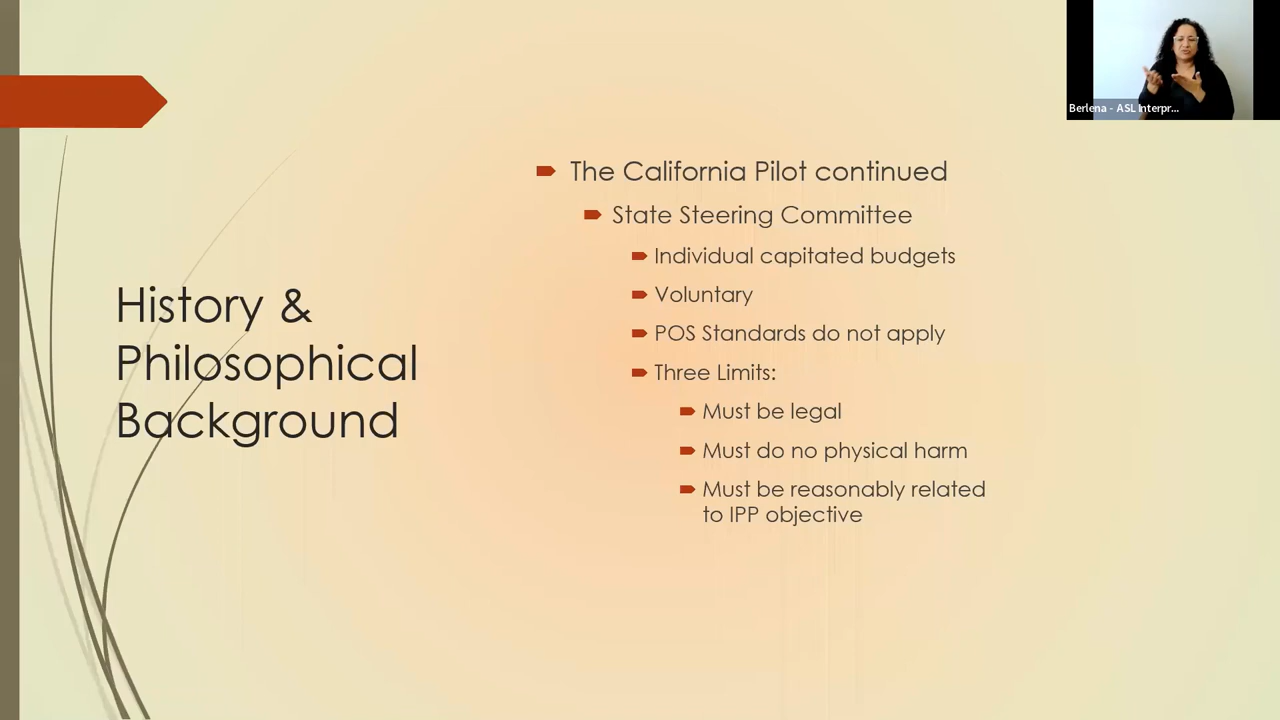 Berlena - ASL Interpr...
History &
Philosophical
Background
The California Pilot continued
State Steering Committee
Individual capitated budgets
Voluntary
POS Standards do not apply
Three Limits:
Must be legal
Must do no physical harm
Must be reasonably related
to IPP objective